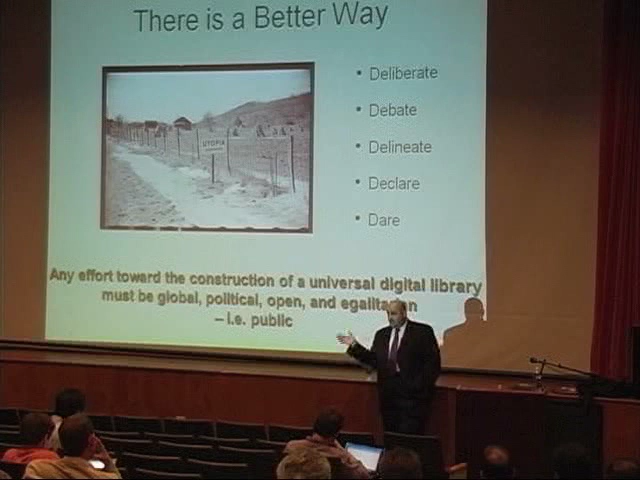 There is a Better Way
UTOPIA
• Deliberate
• Debate
• Delineate
• Declare
• Dare
Any effort toward the construction of a universal digital library
must be global, political, open, and egalitarian
– i.e. public